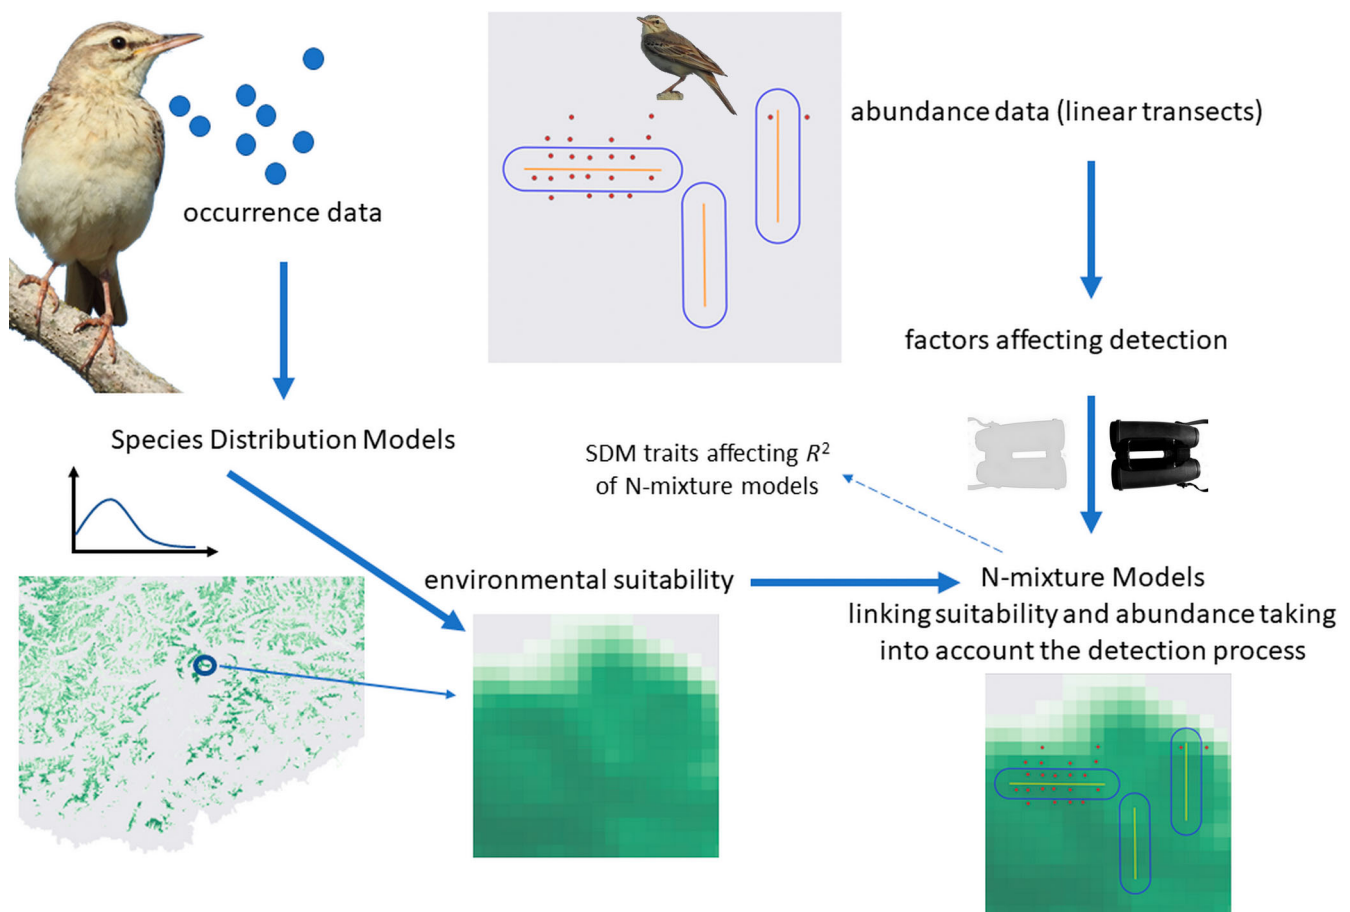 abundance data (linear transects)
occurrence data
factors affecting detection
Species Distribution Models
SDM traits affecting R²
of N-mixture models
environmental suitability
N-mixture Models
linking suitability and abundance taking
into account the detection process